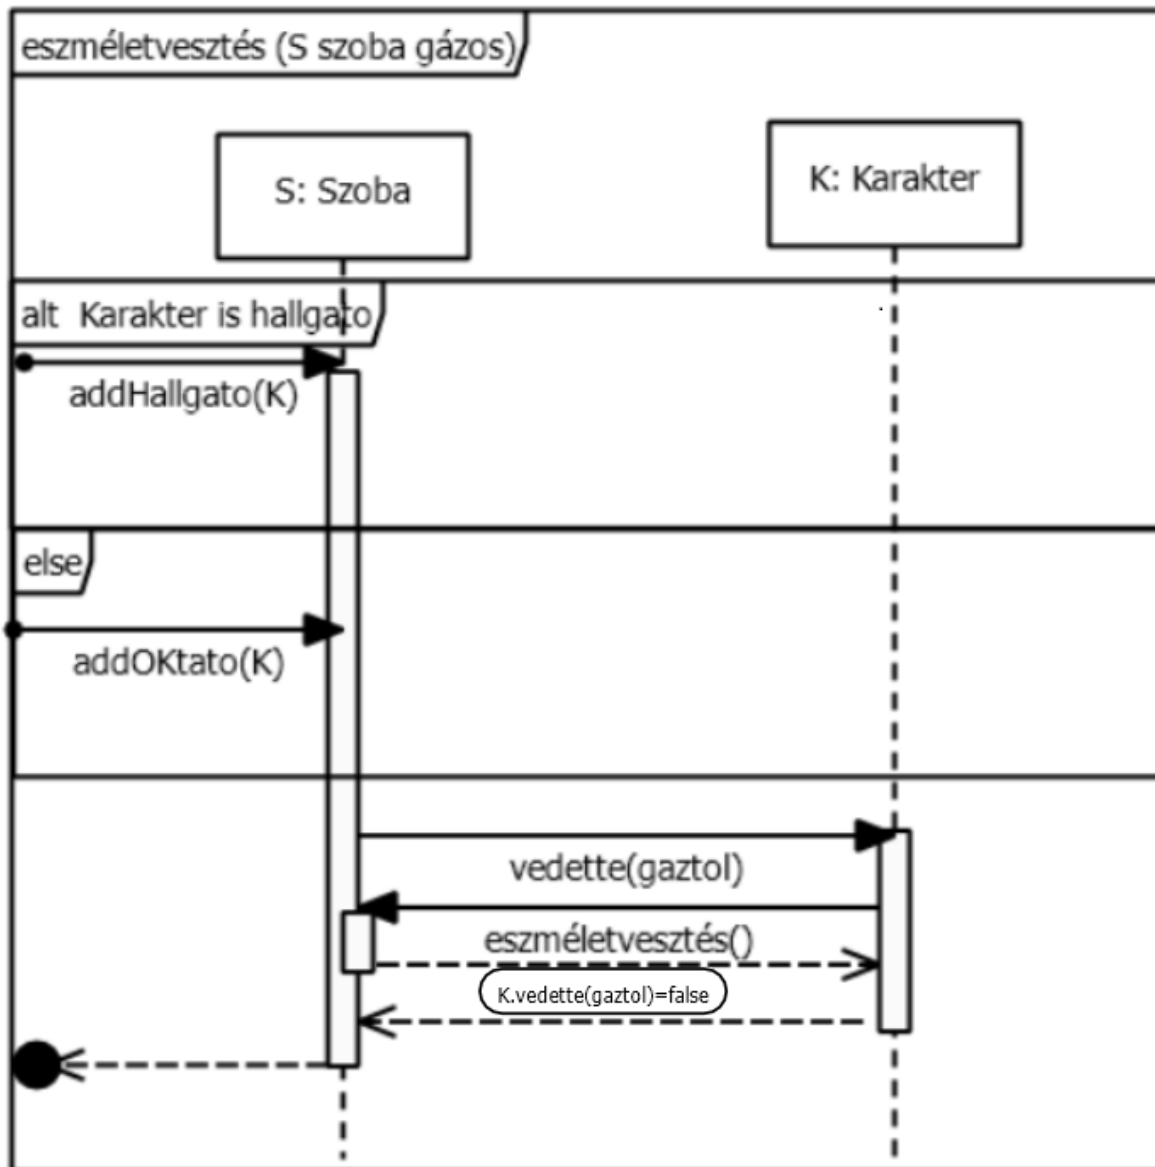 eszméletvesztés (S szoba gázos)
S: Szoba
K: Karakter
alt Karakter is hallgato
addHallgato(K)
else
addOKtato(K)
vedette(gaztol)
eszméletvesztés()
K.vedette(gaztol)=false